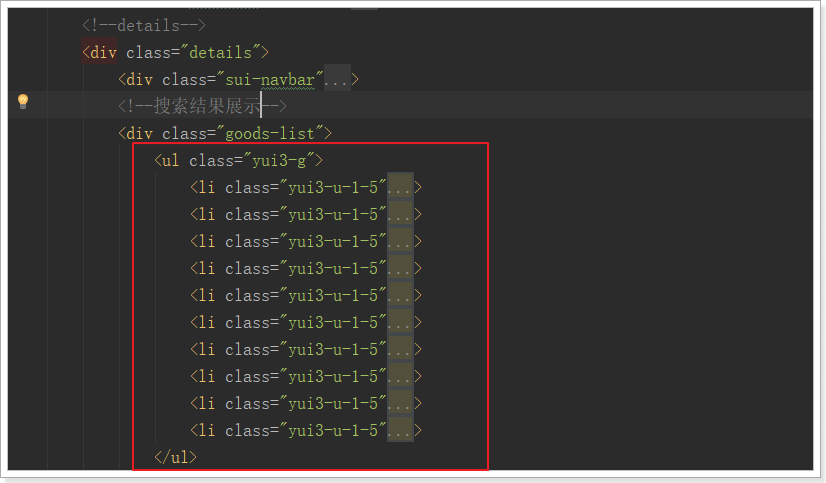 <!--details-->
<div class="details">
<div class="sui-navbar"...>
<!--搜索结果展示-->
<div class="goods-list">
<ul class="yui3-g">
<li class="yui3-u-1-5"...>
<li class="yui3-u-1-5"...>
<li class="yui3-u-1-5"...>
<li class="yui3-u-1-5"...>
<li class="yui3-u-1-5"...>
<li class="yui3-u-1-5"...>
<li class="yui3-u-1-5"...>
<li class="yui3-u-1-5"...>
<li class="yui3-u-1-5"...>
<li class="yui3-u-1-5"...>
</ul>